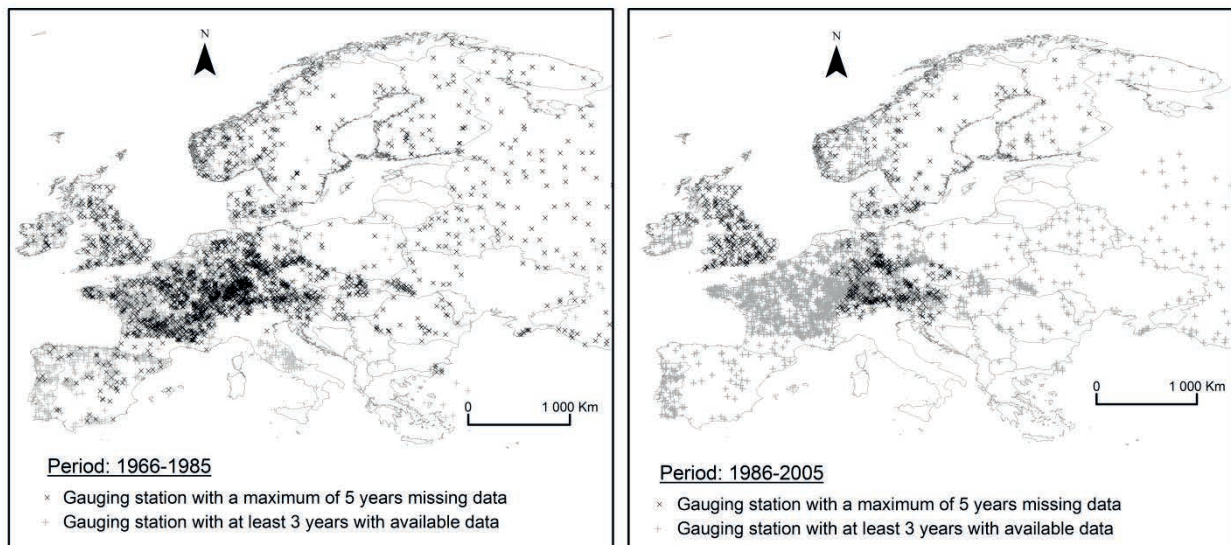 N
0 1 000 Km
Period: 1966-1985
× Gauging station with a maximum of 5 years missing data
+ Gauging station with at least 3 years with available data
N
0 1 000 Km
Period: 1986-2005
× Gauging station with a maximum of 5 years missing data
+ Gauging station with at least 3 years with available data